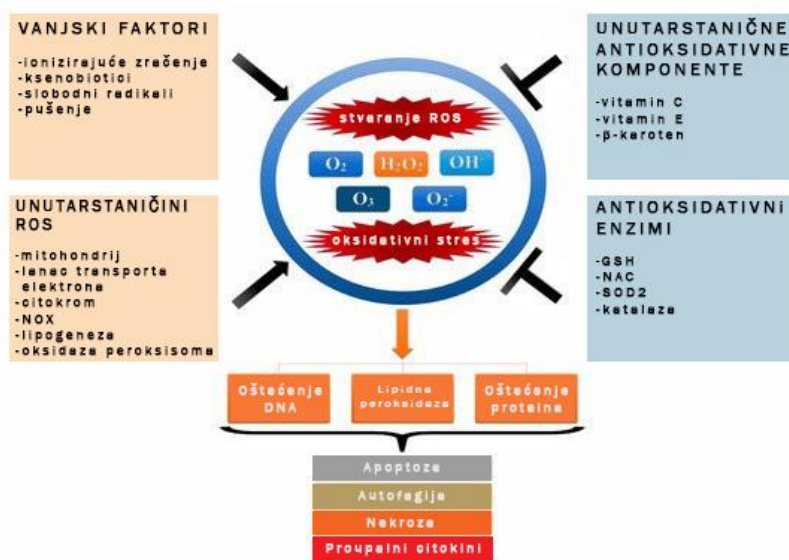 VANJSKI FAKTORI
-ionizirajuće zračenje
-ksenobiotici
-slobodni radikali
-pušenje
UNUTARSTANIČINI
ROS
-mitohondrij
-lanac transporta
elektrona
-citokrom
-NOX
-lipogeneza
-oksidaza peroksisoma
stvaranje ROS
O₂
H₂O₂
OH⁻
O₃
O₂⁻
oksidativni stres
UNUTARSTANIČNE
ANTIOKSIDATIVNE
KOMPONENTE
-vitamin C
-vitamin E
-β-karoten
ANTIOKSIDATIVNi
ENZIMI
-GSH
-NAC
-SOD2
-katalaza
Oštećenje
DNA
Lipidna
peroksidaza
Oštećenje
proteina
Apoptoza
Autofagija
Nekroza
Proupalni citokini